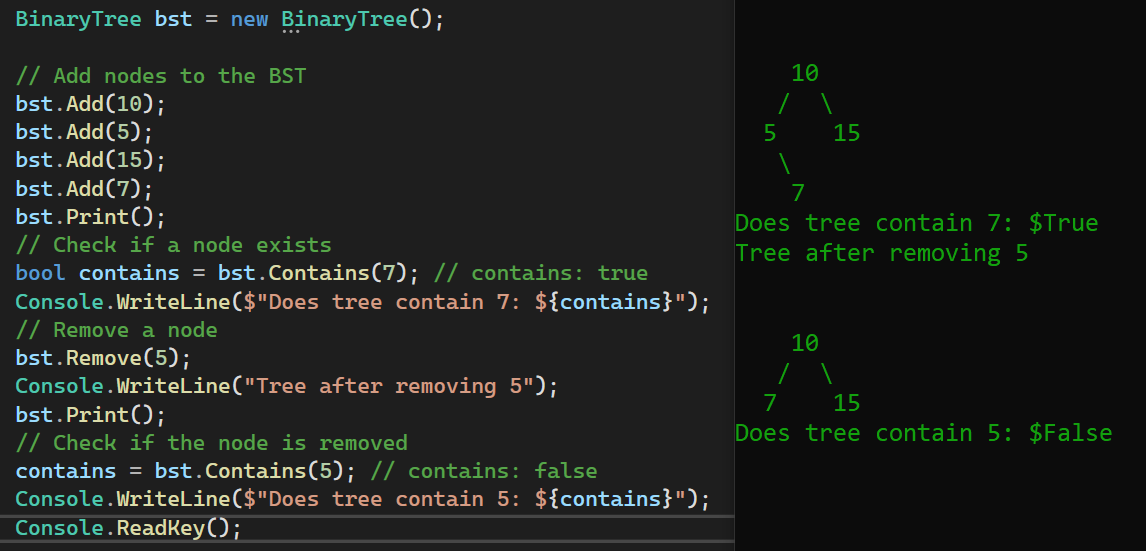 BinaryTree bst = new BinaryTree();
// Add nodes to the BST
bst.Add(10);
bst.Add(5);
bst.Add(15);
bst.Add(7);
bst.Print();
// Check if a node exists
bool contains = bst.Contains(7); // contains: true
Console.WriteLine($"Does tree contain 7: ${contains}");
// Remove a node
bst.Remove(5);
Console.WriteLine("Tree after removing 5");
bst.Print();
// Check if the node is removed
contains = bst.Contains(5); // contains: false
Console.WriteLine($"Does tree contain 5: ${contains}");
Console.ReadKey();
10
/ \
5 15
\
7
Does tree contain 7: $True
Tree after removing 5
10
/ \
7 15
Does tree contain 5: $False